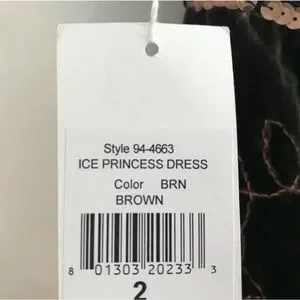 Style 94-4663
ICE PRINCESS DRESS
Color BRN
BROWN
8 01303 20233 3
2